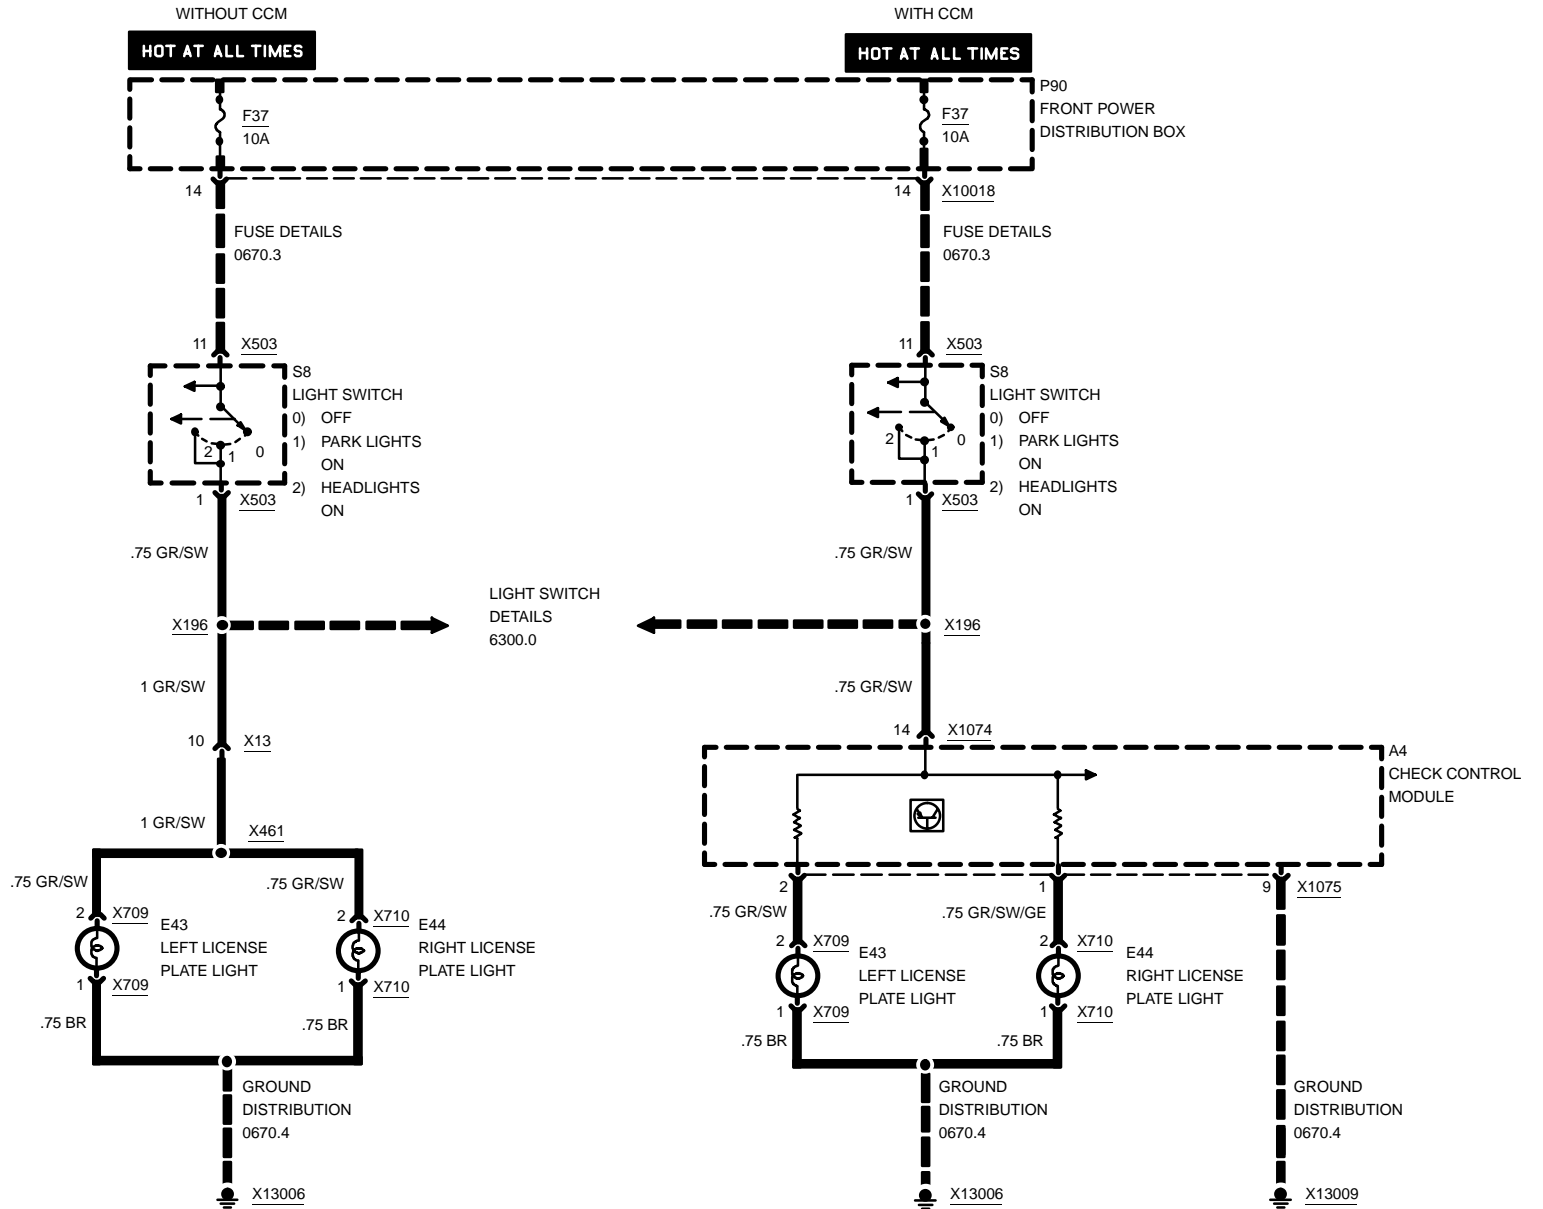 WITHOUT CCM
WITH CCM
HOT AT ALL TIMES
HOT AT ALL TIMES
F37
10A
F37
10A
P90
FRONT POWER
DISTRIBUTION BOX
14
14
X10018
FUSE DETAILS
0670.3
FUSE DETAILS
0670.3
11
X503
11
X503
S8
LIGHT SWITCH
0) OFF
1) PARK LIGHTS
ON
2) HEADLIGHTS
ON
2
1
0
S8
LIGHT SWITCH
0) OFF
1) PARK LIGHTS
ON
2) HEADLIGHTS
ON
2
1
0
1
X503
1
X503
.75 GR/SW
.75 GR/SW
X196
LIGHT SWITCH
DETAILS
6300.0
X196
1 GR/SW
.75 GR/SW
10
X13
14
X1074
A4
CHECK CONTROL
MODULE
1 GR/SW
X461
.75 GR/SW
.75 GR/SW
2
X709
E43
LEFT LICENSE
PLATE LIGHT
1
X709
2
X710
E44
RIGHT LICENSE
PLATE LIGHT
1
X710
.75 BR
.75 BR
GROUND
DISTRIBUTION
0670.4
X13006
2
1
9
X1075
.75 GR/SW
.75 GR/SW/GE
2
X709
E43
LEFT LICENSE
PLATE LIGHT
1
X709
2
X710
E44
RIGHT LICENSE
PLATE LIGHT
1
X710
.75 BR
.75 BR
GROUND
DISTRIBUTION
0670.4
X13006
GROUND
DISTRIBUTION
0670.4
X13009